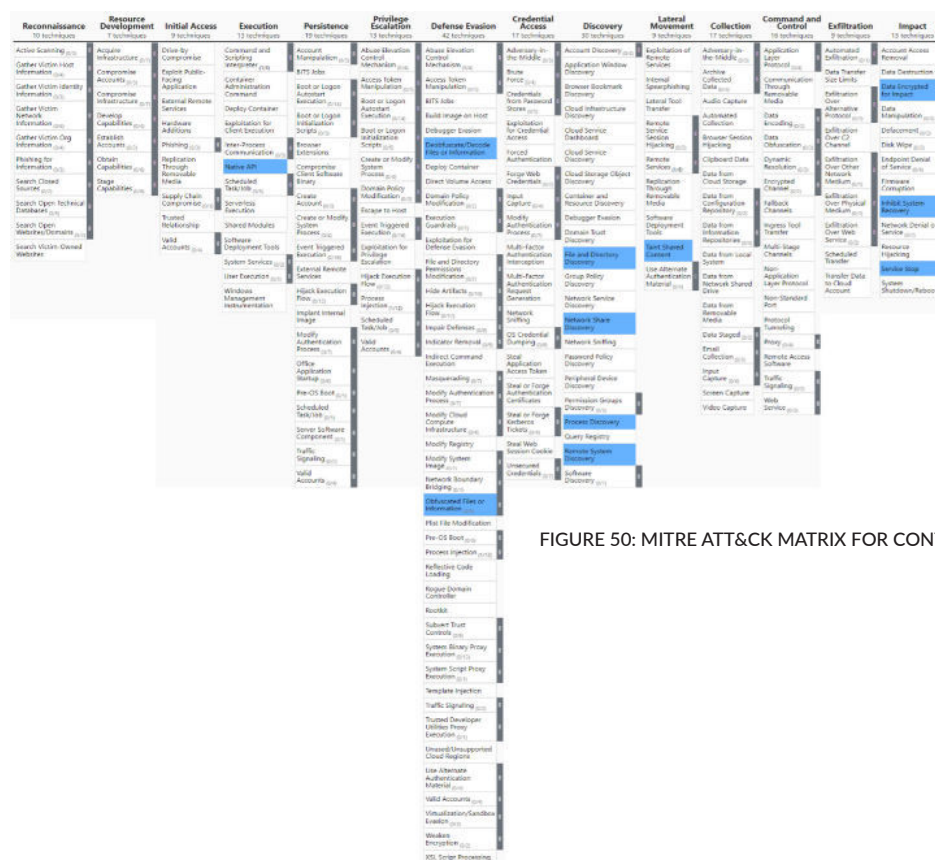 Reconnaissance
10 techniques
Active Scanning
Gather Victim Host
Information
Gather Victim Identity
Information
Gather Victim
Network
Information
Gather Victim Org
Information
Phishing for
Information
Search Closed
Sources
Search Open Technical
Databases
Search Open
Websites/Domains
Search Victim-Owned
Websites
Resource
Development
7 techniques
Acquire
Infrastructure
Compromise
Accounts
Compromise
Infrastructure
Develop
Capabilities
Establish
Accounts
Obtain
Capabilities
Stage
Capabilities
Initial Access
9 techniques
Drive-by
Compromise
Exploit Public-
Facing
Application
External Remote
Services
Hardware
Additions
Phishing
Replication
Through
Removable
Media
Supply Chain
Compromise
Trusted
Relationship
Valid
Accounts
Execution
13 techniques
Command and
Scripting
Interpreter
Container
Administration
Command
Deploy Container
Exploitation for
Client Execution
Inter-Process
Communication
Native API
Scheduled
Task/Job
Serverless
Execution
Shared Modules
Software
Deployment Tools
System Services
User Execution
Windows
Management
Instrumentation
Persistence
19 techniques
Account
Manipulation
BITS Jobs
Boot or Logon
Autostart
Execution
Boot or Logon
Initialization
Scripts
Browser
Extensions
Compromise
Client Software
Binary
Create
Account
Create or Modify
System
Process
Event Triggered
Execution
External Remote
Services
Hijack Execution
Flow
Implant Internal
Image
Modify
Authentication
Process
Office
Application
Startup
Pre-OS Boot
Scheduled
Task/Job
Server Software
Component
Traffic
Signaling
Valid
Accounts
Privilege
Escalation
13 techniques
Abuse Elevation
Control
Mechanism
Access Token
Manipulation
Boot or Logon
Autostart
Execution
Boot or Logon
Initialization
Scripts
Create or Modify
System
Process
Domain Policy
Modification
Escape to Host
Event Triggered
Execution
Exploitation for
Privilege
Escalation
Hijack Execution
Flow
Process
Injection
Scheduled
Task/Job
Valid
Accounts
Defense Evasion
42 techniques
Abuse Elevation
Control
Mechanism
Access Token
Manipulation
BITS Jobs
Build Image on Host
Debugger Evasion
Deobfuscate/Decode
Files or Information
Deploy Container
Direct Volume Access
Domain Policy
Modification
Execution
Guardrails
Exploitation for
Defense Evasion
File and Directory
Permissions
Modification
Hide Artifacts
Hijack Execution
Flow
Impair Defenses
Indicator Removal
Indirect Command
Execution
Masquerading
Modify Authentication
Process
Modify Cloud
Compute
Infrastructure
Modify Registry
Modify System
Image
Network Boundary
Bridging
Obfuscated Files or
Information
Plist File Modification
Pre-OS Boot
Process Injection
Reflective Code
Loading
Rogue Domain
Controller
Rootkit
Subvert Trust
Controls
System Binary Proxy
Execution
System Script Proxy
Execution
Template Injection
Traffic Signaling
Trusted Developer
Utilities Proxy
Execution
Unused/Unsupported
Cloud Regions
Use Alternate
Authentication
Material
Valid Accounts
Virtualization/Sandbox
Evasion
Weaken
Encryption
XSL Script Processing
Credential
Access
17 techniques
Adversary-in-
the-Middle
Brute
Force
Credentials
from Password
Stores
Exploitation
for Credential
Access
Forced
Authentication
Forge Web
Credentials
Input
Capture
Modify
Authentication
Process
Multi-Factor
Authentication
Interception
Multi-Factor
Authentication
Request
Generation
Network
Sniffing
OS Credential
Dumping
Steal
Application
Access Token
Steal or Forge
Authentication
Certificates
Steal or Forge
Kerberos
Tickets
Steal Web
Session Cookie
Unsecured
Credentials
Discovery
30 techniques
Account Discovery
Application Window
Discovery
Browser Bookmark
Discovery
Cloud Infrastructure
Discovery
Cloud Service
Dashboard
Cloud Service
Discovery
Cloud Storage Object
Discovery
Container and
Resource Discovery
Debugger Evasion
Domain Trust
Discovery
File and Directory
Discovery
Group Policy
Discovery
Network Service
Discovery
Network Share
Discovery
Network Sniffing
Password Policy
Discovery
Peripheral Device
Discovery
Permission Groups
Discovery
Process Discovery
Query Registry
Remote System
Discovery
Software
Discovery
Lateral
Movement
9 techniques
Exploitation of
Remote
Services
Internal
Spearphishing
Lateral Tool
Transfer
Remote
Service
Session
Hijacking
Remote
Services
Replication
Through
Removable
Media
Software
Deployment
Tools
Taint Shared
Content
Use Alternate
Authentication
Material
Collection
17 techniques
Adversary-in-
the-Middle
Archive
Collected
Data
Audio Capture
Automated
Collection
Browser Session
Hijacking
Clipboard Data
Data from
Cloud Storage
Data from
Configuration
Repository
Data from
Information
Repositories
Data from Local
System
Data from
Network Shared
Drive
Data from
Removable
Media
Data Staged
Email
Collection
Input
Capture
Screen Capture
Video Capture
Command and
Control
16 techniques
Application
Layer
Protocol
Communication
Through
Removable
Media
Data
Encoding
Data
Obfuscation
Dynamic
Resolution
Encrypted
Channel
Fallback
Channels
Ingress Tool
Transfer
Multi-Stage
Channels
Non-
Application
Layer Protocol
Non-Standard
Port
Protocol
Tunneling
Proxy
Remote Access
Software
Traffic
Signaling
Web
Service
Exfiltration
9 techniques
Automated
Exfiltration
Data Transfer
Size Limits
Exfiltration
Over
Alternative
Protocol
Exfiltration
Over C2
Channel
Exfiltration
Over Other
Network
Medium
Exfiltration
Over Physical
Medium
Exfiltration
Over Web
Service
Scheduled
Transfer
Transfer Data
to Cloud
Account
Impact
13 techniques
Account Access
Removal
Data Destruction
Data Encrypted
for Impact
Data
Manipulation
Defacement
Disk Wipe
Endpoint Denial
of Service
Firmware
Corruption
Inhibit System
Recovery
Network Denial o
Service
Resource
Hijacking
Service Stop
System
Shutdown/Reboo
FIGURE 50: MITRE ATT&CK MATRIX FOR CON